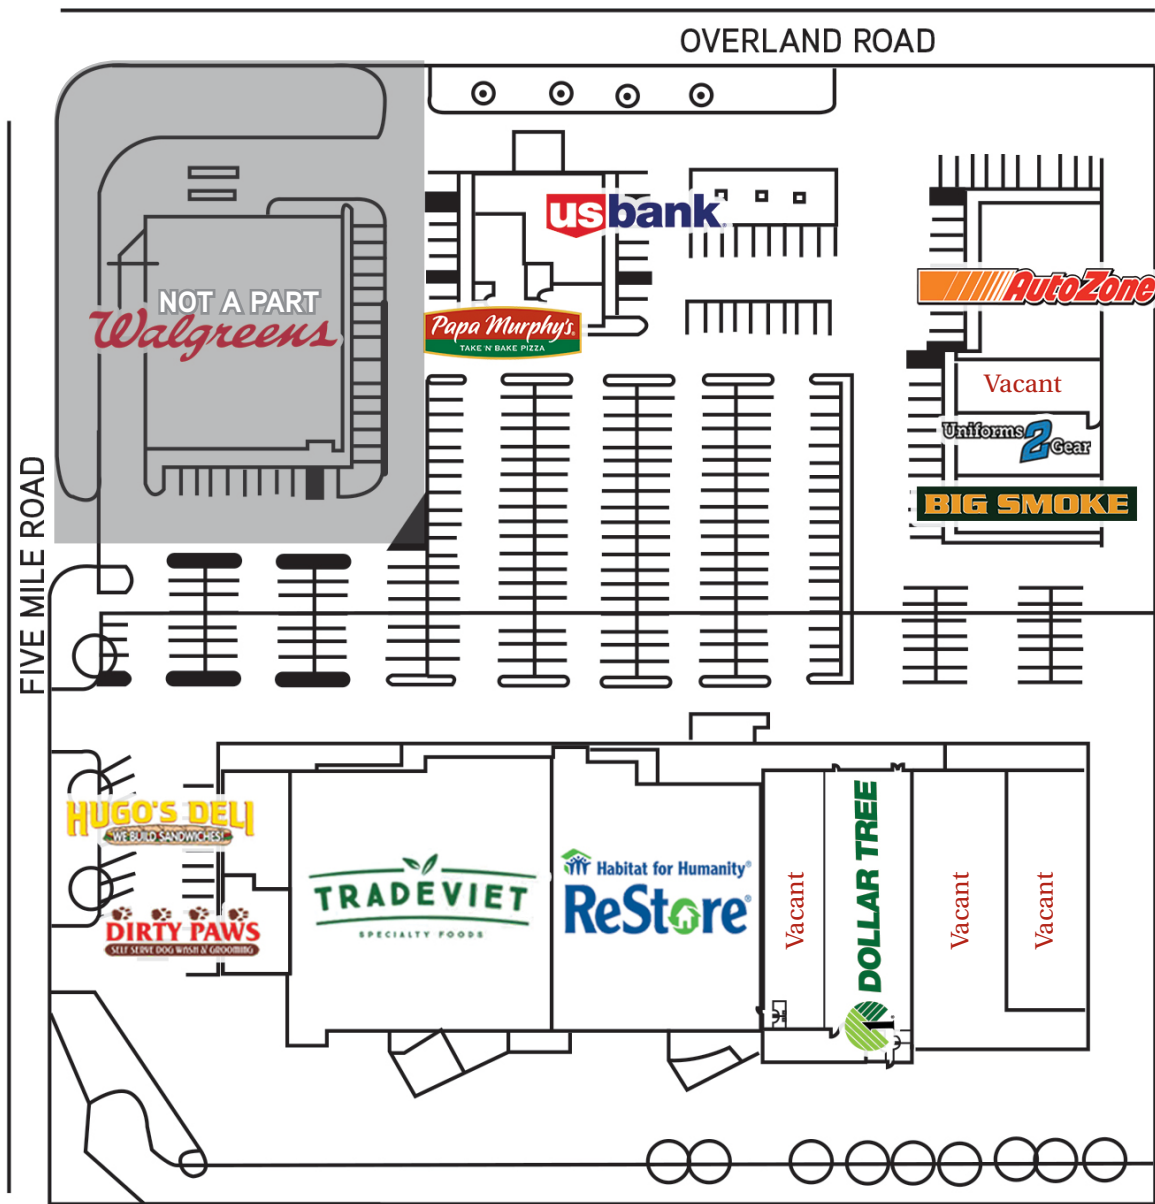 OVERLAND ROAD
usbank
NOT A PART
Walgreens
Papa Murphy's
TAKE N' BAKE PIZZA
AutoZone
Vacant
Uniforms 2 Gear
BIG SMOKE
FIVE MILE ROAD
HUGO'S DELI
WE BUILD SANDWICHES!
DIRTY PAWS
SELF SERVE DOG WASH & GROOMING
TRADEVIET
SPECIALTY FOODS
Habitat for Humanity®
ReStore®
Vacant
DOLLAR TREE
Vacant
Vacant